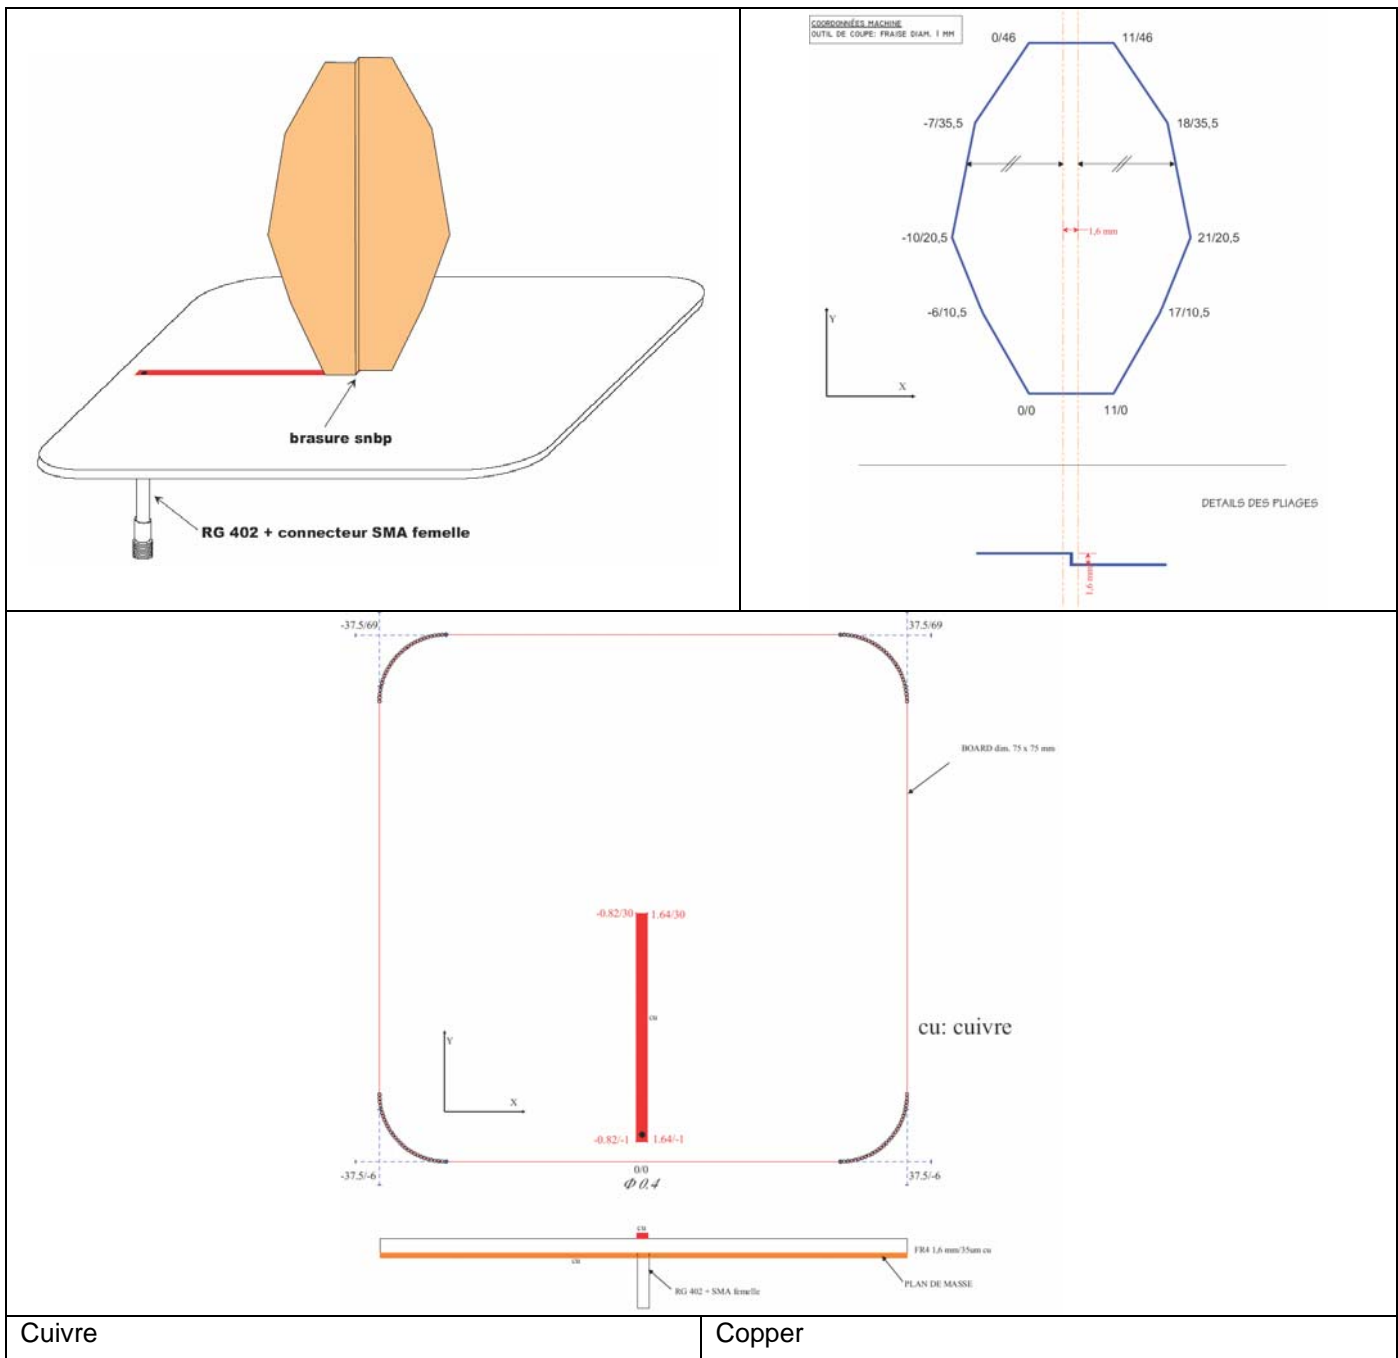 brasure snbp
RG 402 + connecteur SMA femelle
COORDONNÉES MACHINE
OUTIL DE COUPE: FRAISE DIAM. 1 MM
0/46
11/46
-7/35,5
18/35,5
1,6 mm
-10/20,5
21/20,5
-6/10,5
17/10,5
Y
X
0/0
11/0
DETAILS DES PLIAGES
1,6 mm
-37.5/69
37.5/69
BOARD dim. 75 x 75 mm
-0.82/30
1.64/30
cu
cu: cuivre
Y
X
-0.82/-1
1.64/-1
-37.5/-6
0/0
37.5/-6
Φ 0.4
cu
FR4 1,6 mm/35um cu
cu
PLAN DE MASSE
RG 402 + SMA femelle
Cuivre
Copper